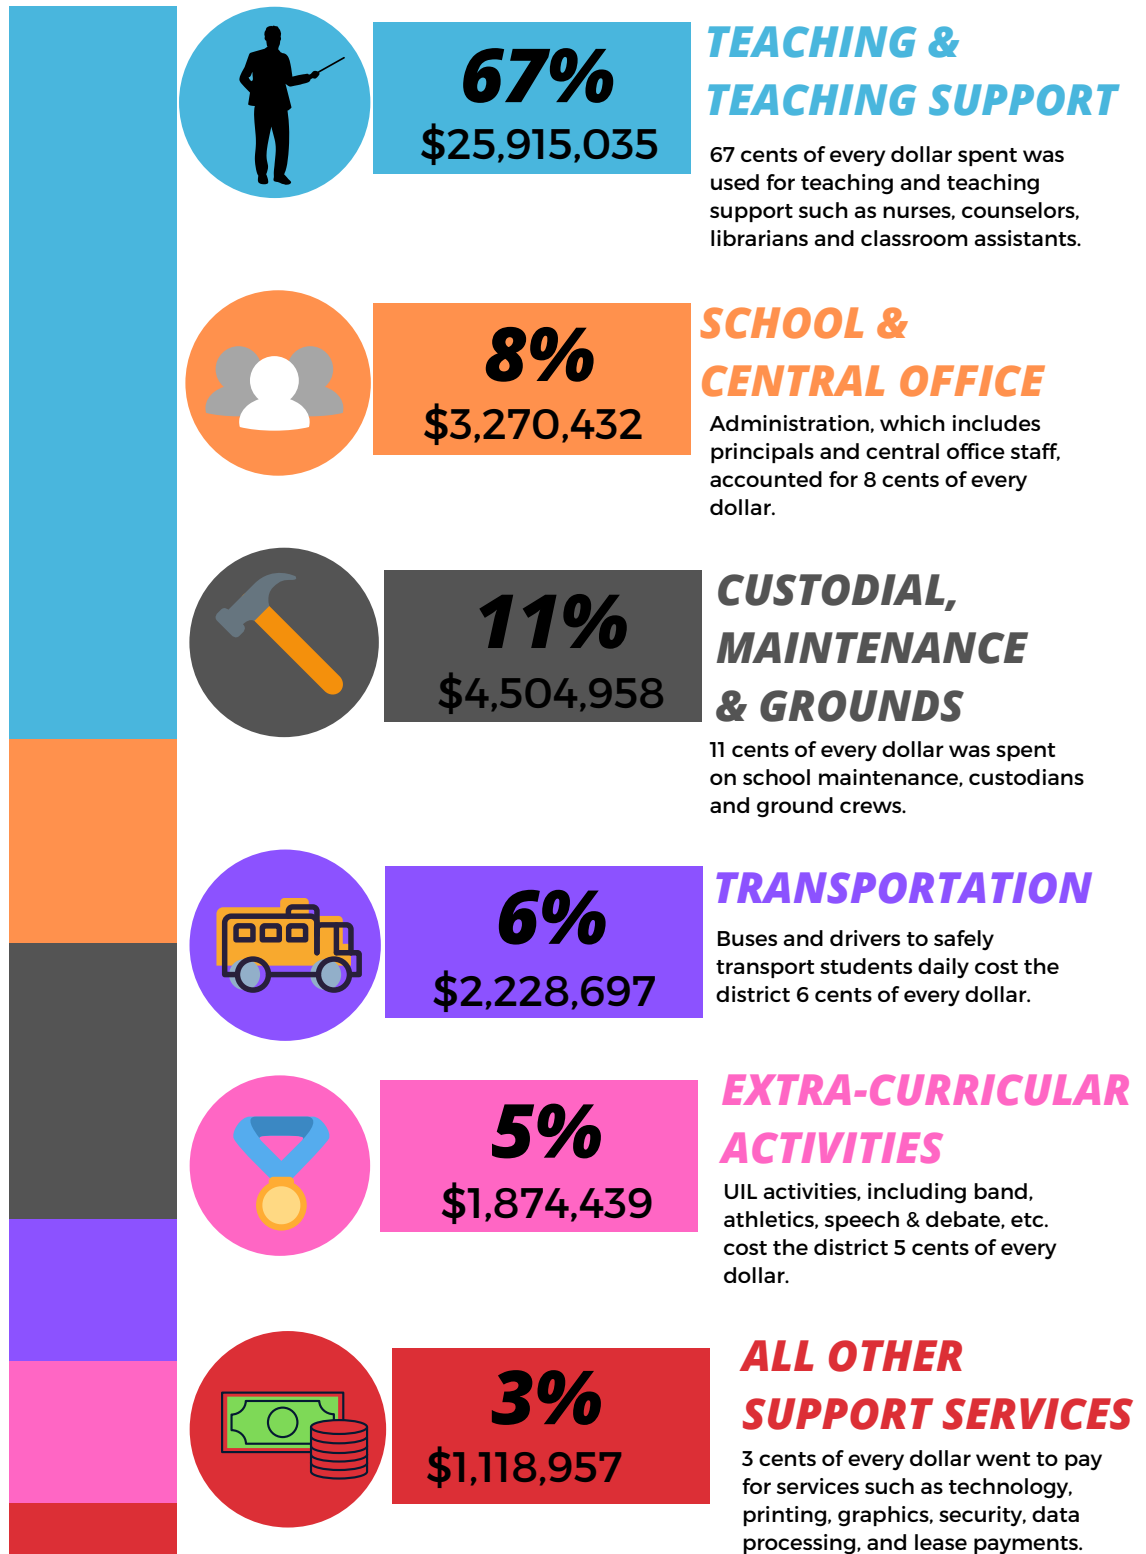 67%
$25,915,035
TEACHING &
TEACHING SUPPORT
67 cents of every dollar spent was
used for teaching and teaching
support such as nurses, counselors,
librarians and classroom assistants.
8%
$3,270,432
SCHOOL &
CENTRAL OFFICE
Administration, which includes
principals and central office staff,
accounted for 8 cents of every
dollar.
11%
$4,504,958
CUSTODIAL,
MAINTENANCE
& GROUNDS
11 cents of every dollar was spent
on school maintenance, custodians
and ground crews.
6%
$2,228,697
TRANSPORTATION
Buses and drivers to safely
transport students daily cost the
district 6 cents of every dollar.
5%
$1,874,439
EXTRA-CURRICULAR
ACTIVITIES
UIL activities, including band,
athletics, speech & debate, etc.
cost the district 5 cents of every
dollar.
3%
$1,118,957
ALL OTHER
SUPPORT SERVICES
3 cents of every dollar went to pay
for services such as technology,
printing, graphics, security, data
processing, and lease payments.